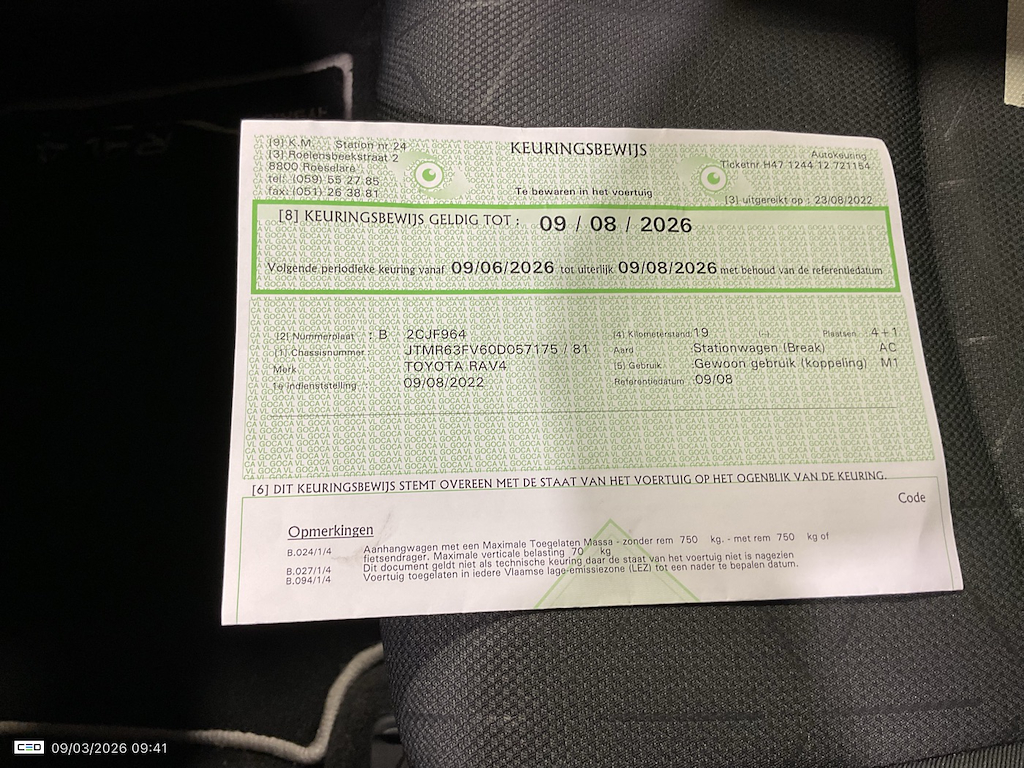 [9] K.M. Station nr 24
[3] Roelensbeekstraat 2
8800 Roeselare
tel: (059) 55 27 85
fax: (051) 26 38 81
KEURINGSBEWIJS
Te bewaren in het voertuig
Autokeuring
Ticketnr H47 1244 12 721154
[3] uitgereikt op : 23/08/2022
[8] KEURINGSBEWIJS GELDIG TOT : 09 / 08 / 2026
Volgende periodieke keuring vanaf 09/06/2026 tot uiterlijk 09/08/2026 met behoud van de referentiedatum
[2] Nummerplaat : B 2CJF964
[1] Chassisnummer : JTMR63FV60D057175 / 81
Merk TOYOTA RAV4
1e indienststelling : 09/08/2022
[4] Kilometerstand : 19 (--) Plaatsen 4 + 1
Aard Stationwagen (Break) AC
[5] Gebruik Gewoon gebruik (koppeling) M1
Referentiedatum : 09/08
[6] DIT KEURINGSBEWIJS STEMT OVEREEN MET DE STAAT VAN HET VOERTUIG OP HET OGENBLIK VAN DE KEURING.
Code
Opmerkingen
B.024/1/4 Aanhangwagen met een Maximale Toegelaten Massa - zonder rem 750 kg. - met rem 750 kg of
fietsendrager. Maximale verticale belasting 70 kg
B.027/1/4 Dit document geldt niet als technische keuring daar de staat van het voertuig niet is nagezien
B.094/1/4 Voertuig toegelaten in iedere Vlaamse lage-emissiezone (LEZ) tot een nader te bepalen datum.
CEO 09/03/2026 09:41